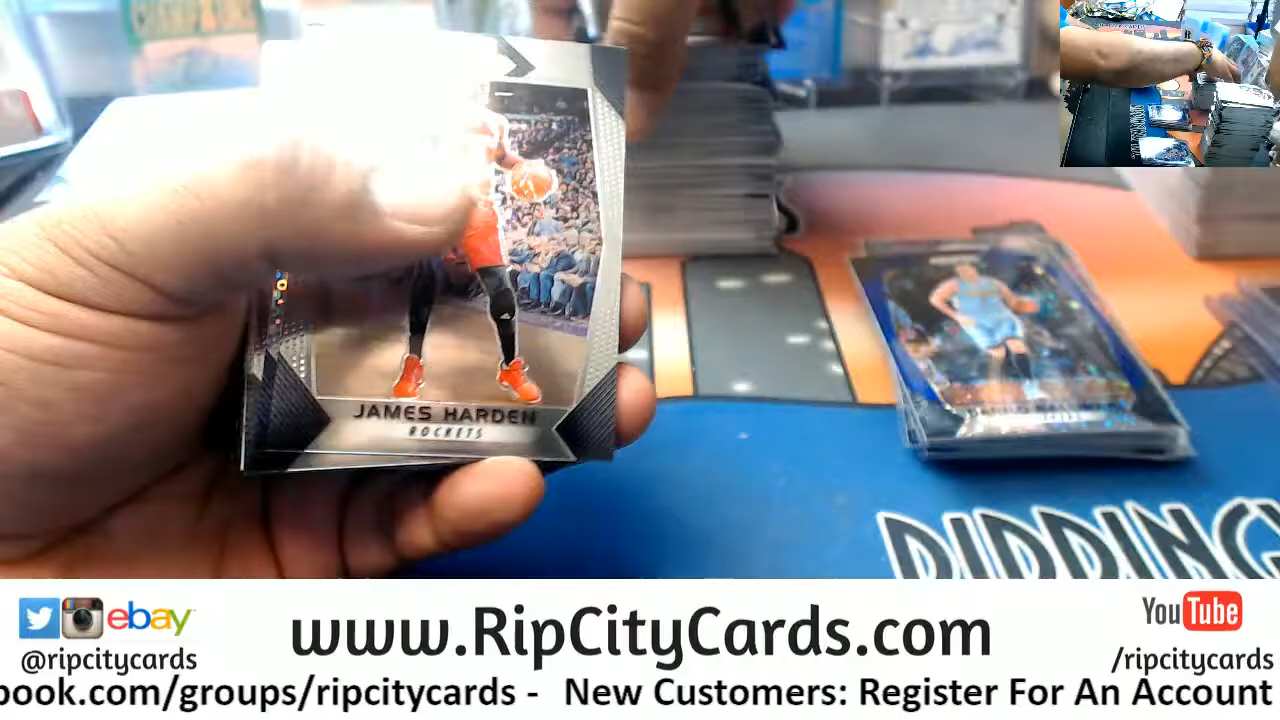 JAMES HARDEN
ROCKETS
RIPPING
ebay
@ripcitycards
www.RipCityCards.com
YouTube
/ripcitycards
book.com/groups/ripcitycards - New Customers: Register For An Account